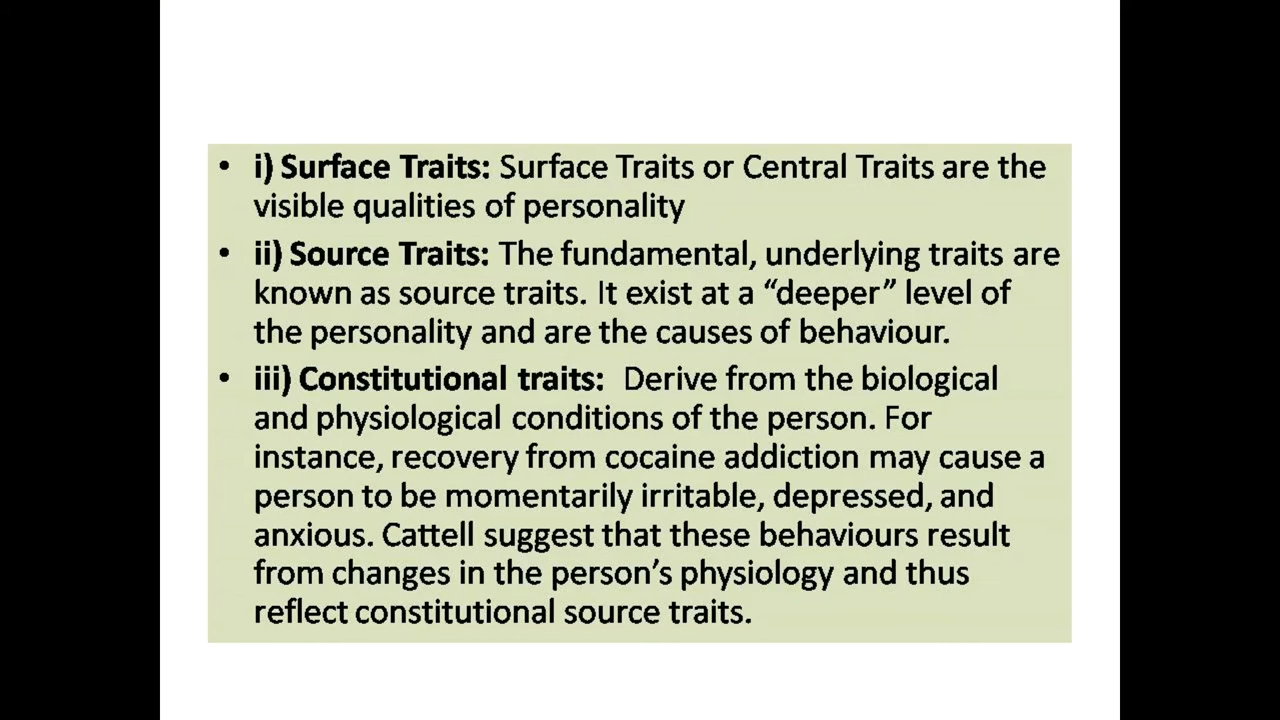 • i) Surface Traits: Surface Traits or Central Traits are the
visible qualities of personality
• ii) Source Traits: The fundamental, underlying traits are
known as source traits. It exist at a “deeper” level of
the personality and are the causes of behaviour.
• iii) Constitutional traits:  Derive from the biological
and physiological conditions of the person. For
instance, recovery from cocaine addiction may cause a
person to be momentarily irritable, depressed, and
anxious. Cattell suggest that these behaviours result
from changes in the person’s physiology and thus
reflect constitutional source traits.